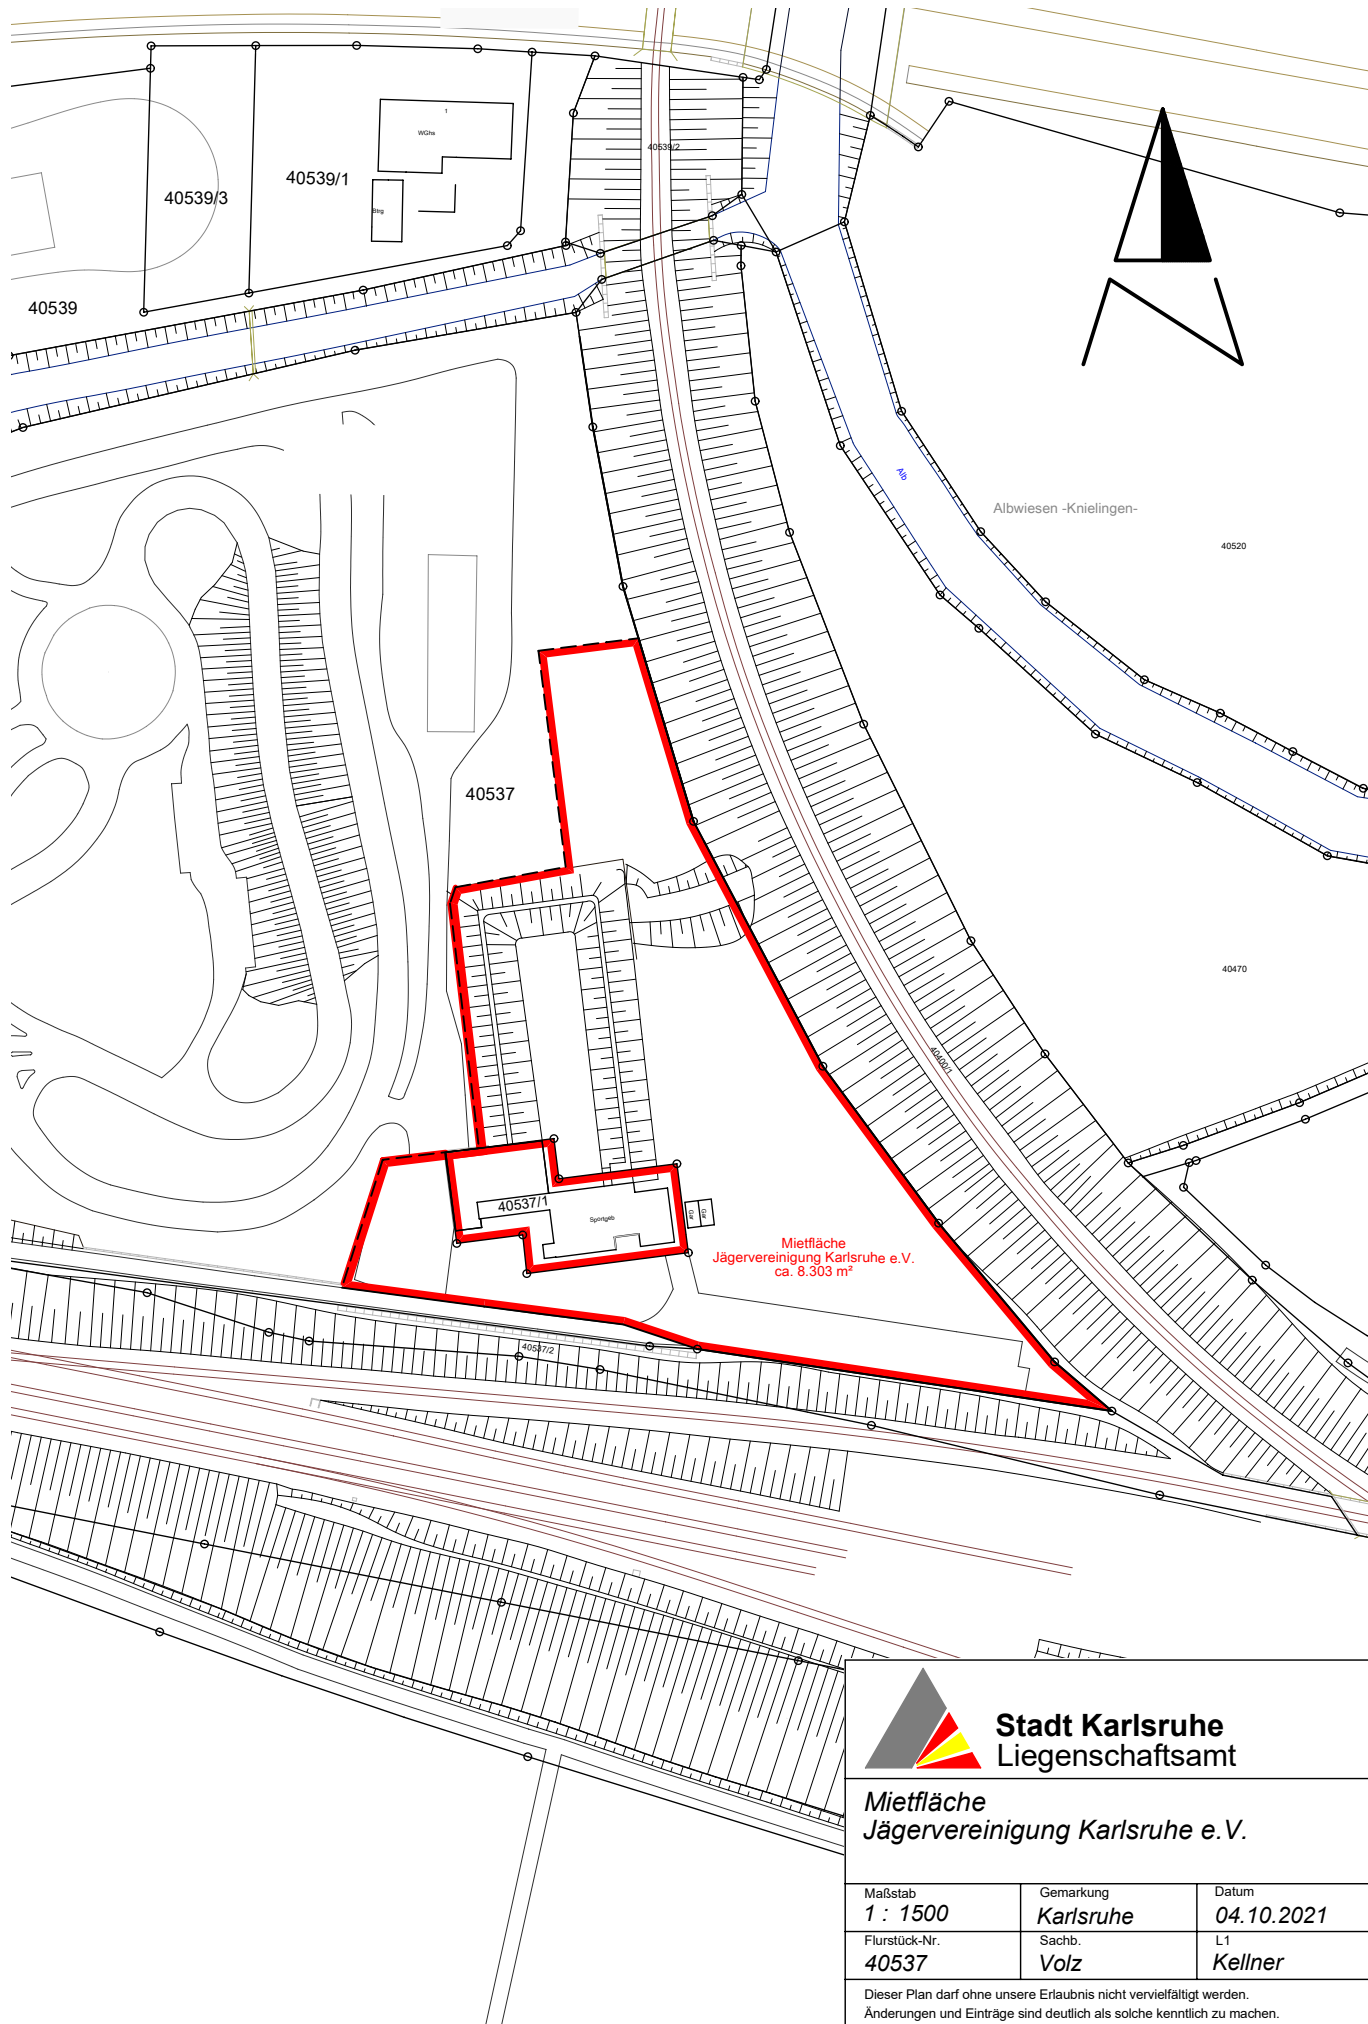 1
WGhs
40539/2
40539/3
40539/1
Btrg
40539
Alb
Albwiesen -Knielingen-
40520
40537
40470
40400/1
40537/1
Sportgeb
Gar
Gar
Mietfläche
Jägervereinigung Karlsruhe e.V.
ca. 8.303 m²
40537/2
Stadt Karlsruhe
Liegenschaftsamt
Mietfläche
Jägervereinigung Karlsruhe e.V.
Maßstab
1 : 1500
Gemarkung
Karlsruhe
Datum
04.10.2021
Flurstück-Nr.
40537
Sachb.
Volz
L1
Kellner
Dieser Plan darf ohne unsere Erlaubnis nicht vervielfältigt werden.
Änderungen und Einträge sind deutlich als solche kenntlich zu machen.